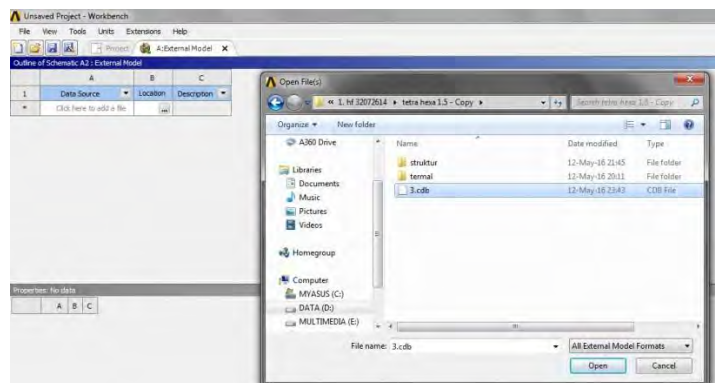 Unsaved Project - Workbench
File View Tools Units Extensions Help
Project A:External Model X
Outline of Schematic A2 : External Model
A B C
1 Data Source Location Description
* Click here to add a file ...
Properties: No data
A B C
Open File(s)
« 1. hf 32072614 ▸ tetra hexa 1.5 - Copy ▸
Search tetra hexa 1.5 - Copy
Organize New folder
A360 Drive
Libraries
Documents
Music
Pictures
Videos
Homegroup
Computer
MYASUS (C:)
DATA (D:)
MULTIMEDIA (E:)
Name Date modified Type
struktur 12-May-16 21:45 File folder
termal 12-May-16 20:11 File folder
3.cdb 12-May-16 23:43 CDB File
File name: 3.cdb All External Model Formats
Open Cancel